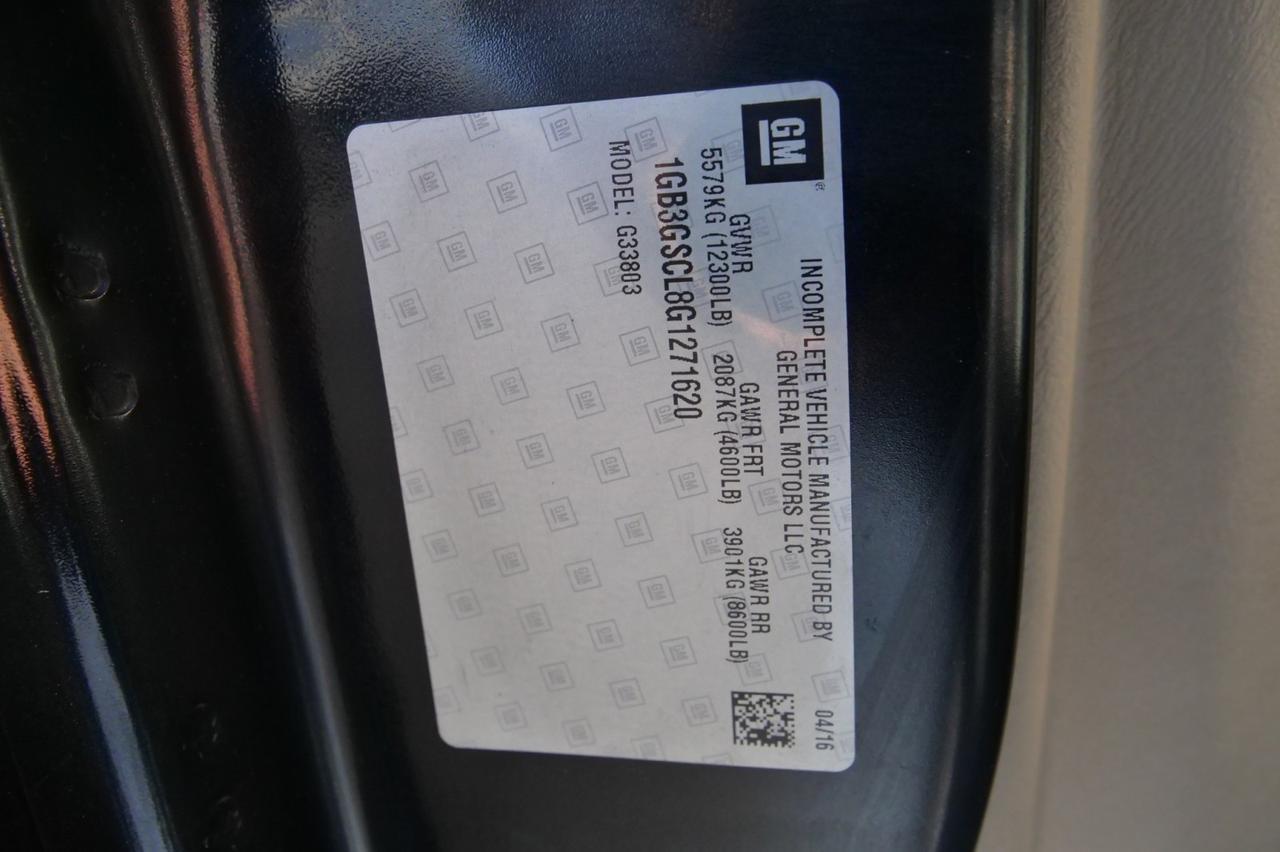 GM®
INCOMPLETE VEHICLE MANUFACTURED BY 04/16
GENERAL MOTORS LLC
GVWR GAWR FRT GAWR RR
5579KG (12300LB) 2087KG (4600LB) 3901KG (8600LB)
1GB3GSCL8G1271620
MODEL: G33803